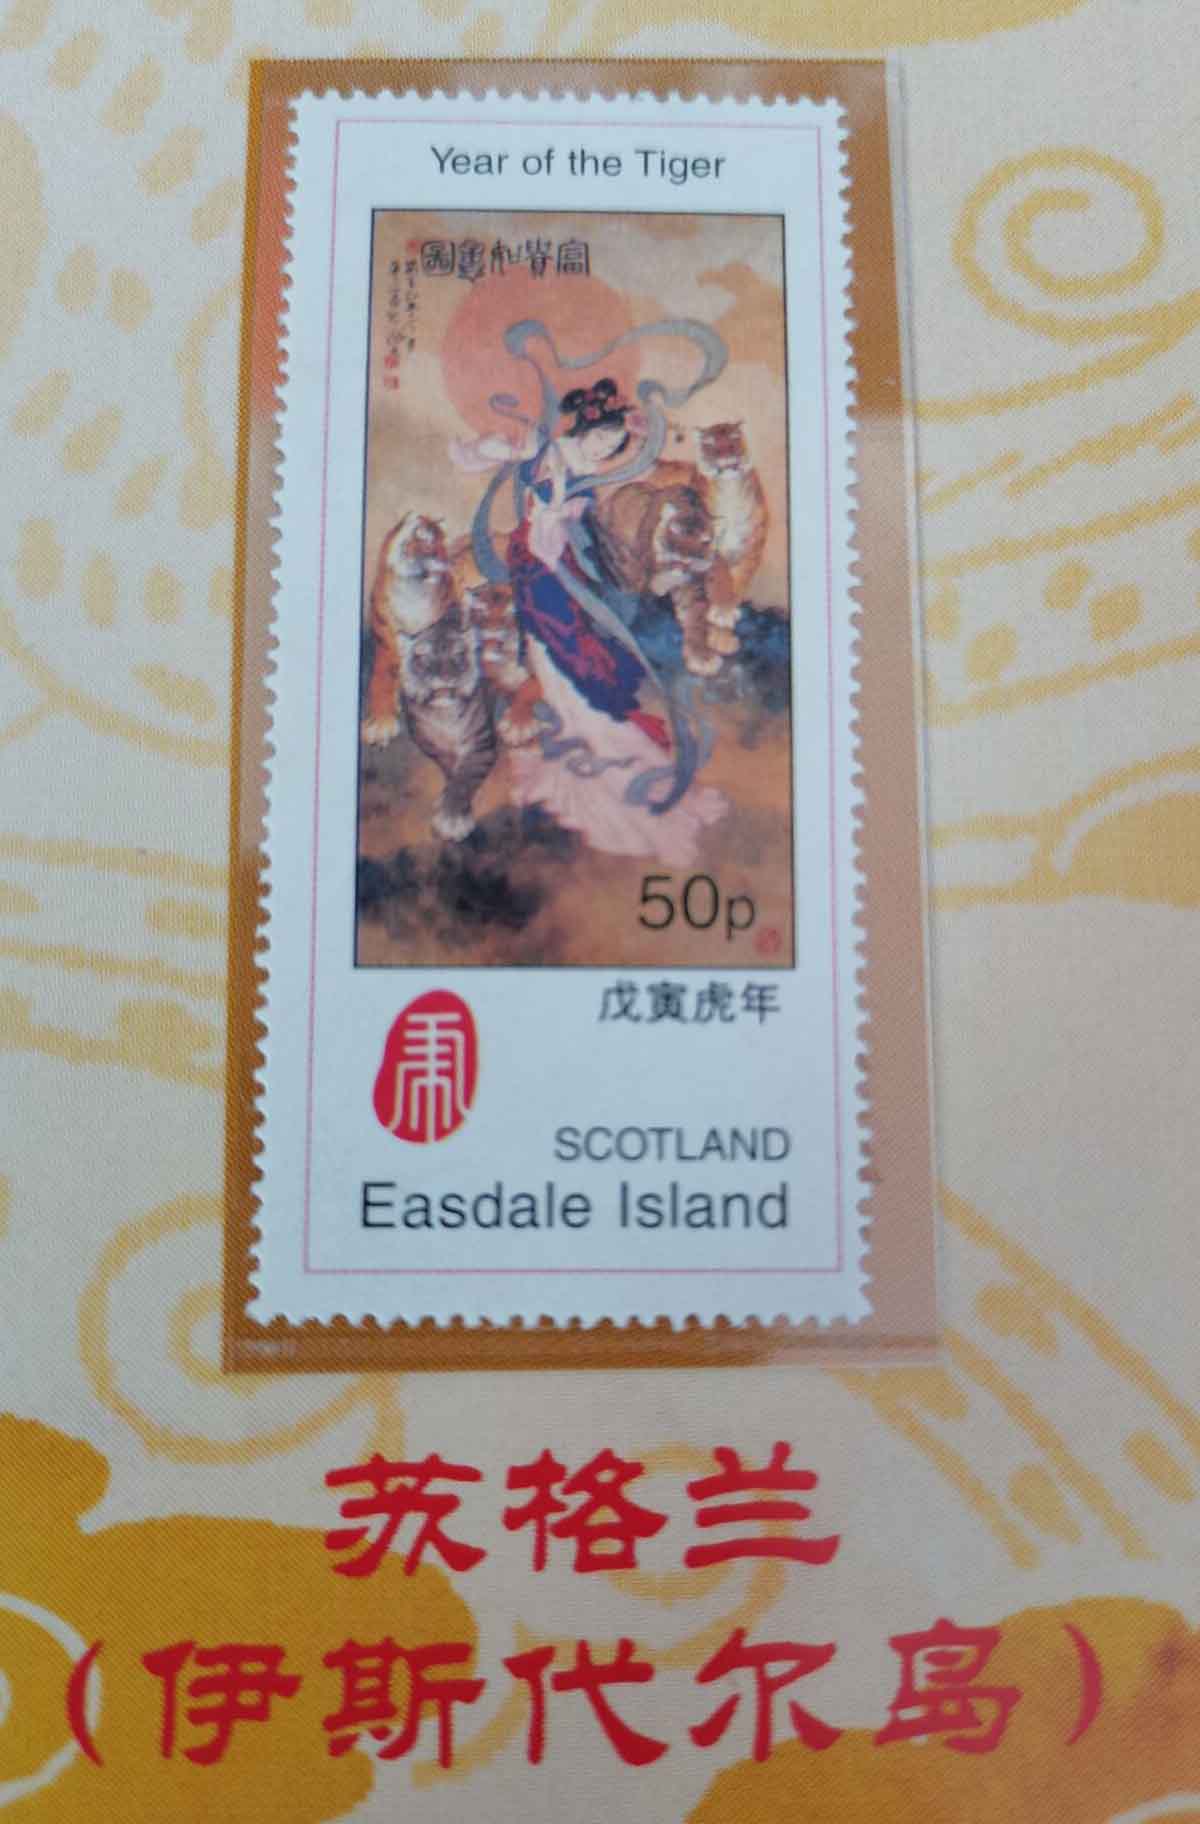 Year of the Tiger
50p
戊寅虎年
SCOTLAND
Easdale Island
苏格兰
（伊斯代尔岛）